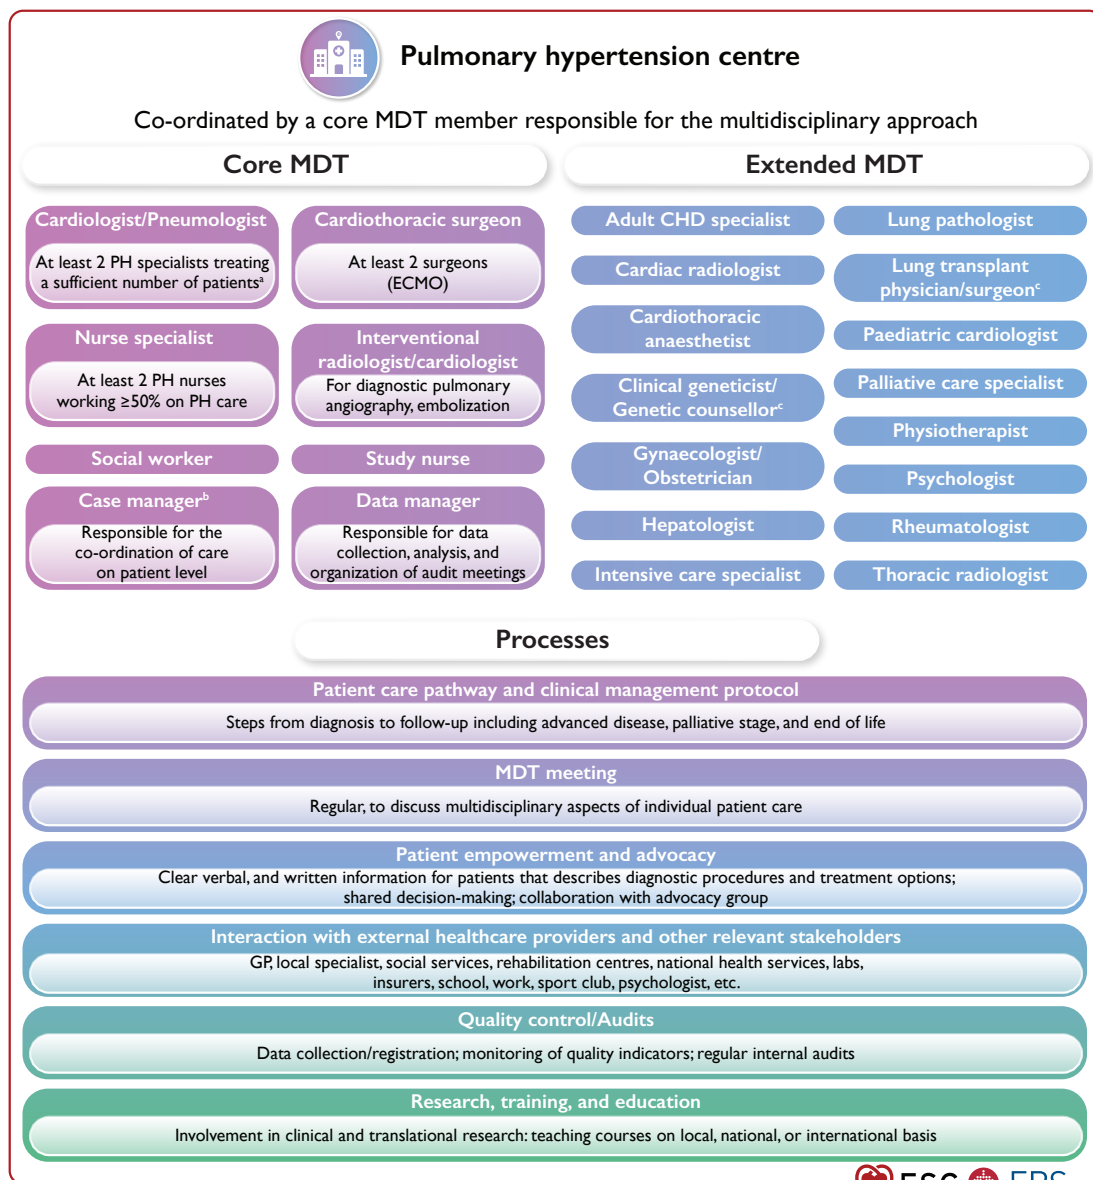 Pulmonary hypertension centre
Co-ordinated by a core MDT member responsible for the multidisciplinary approach
Core MDT
Cardiologist/Pneumologist
At least 2 PH specialists treating
a sufficient number of patientsᵃ
Cardiothoracic surgeon
At least 2 surgeons
(ECMO)
Nurse specialist
At least 2 PH nurses
working ≥50% on PH care
Interventional
radiologist/cardiologist
For diagnostic pulmonary
angiography, embolization
Social worker
Study nurse
Case managerᵇ
Responsible for the
co-ordination of care
on patient level
Data manager
Responsible for data
collection, analysis, and
organization of audit meetings
Extended MDT
Adult CHD specialist
Cardiac radiologist
Cardiothoracic
anaesthetist
Clinical geneticist/
Genetic counsellorᶜ
Gynaecologist/
Obstetrician
Hepatologist
Intensive care specialist
Lung pathologist
Lung transplant
physician/surgeonᶜ
Paediatric cardiologist
Palliative care specialist
Physiotherapist
Psychologist
Rheumatologist
Thoracic radiologist
Processes
Patient care pathway and clinical management protocol
Steps from diagnosis to follow-up including advanced disease, palliative stage, and end of life
MDT meeting
Regular, to discuss multidisciplinary aspects of individual patient care
Patient empowerment and advocacy
Clear verbal, and written information for patients that describes diagnostic procedures and treatment options;
shared decision-making; collaboration with advocacy group
Interaction with external healthcare providers and other relevant stakeholders
GP, local specialist, social services, rehabilitation centres, national health services, labs,
insurers, school, work, sport club, psychologist, etc.
Quality control/Audits
Data collection/registration; monitoring of quality indicators; regular internal audits
Research, training, and education
Involvement in clinical and translational research: teaching courses on local, national, or international basis
ESC ERS